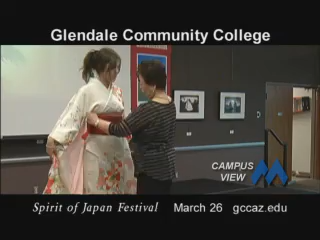 Glendale Community College
CAMPUS
VIEW
Spirit of Japan Festival March 26 gccaz.edu